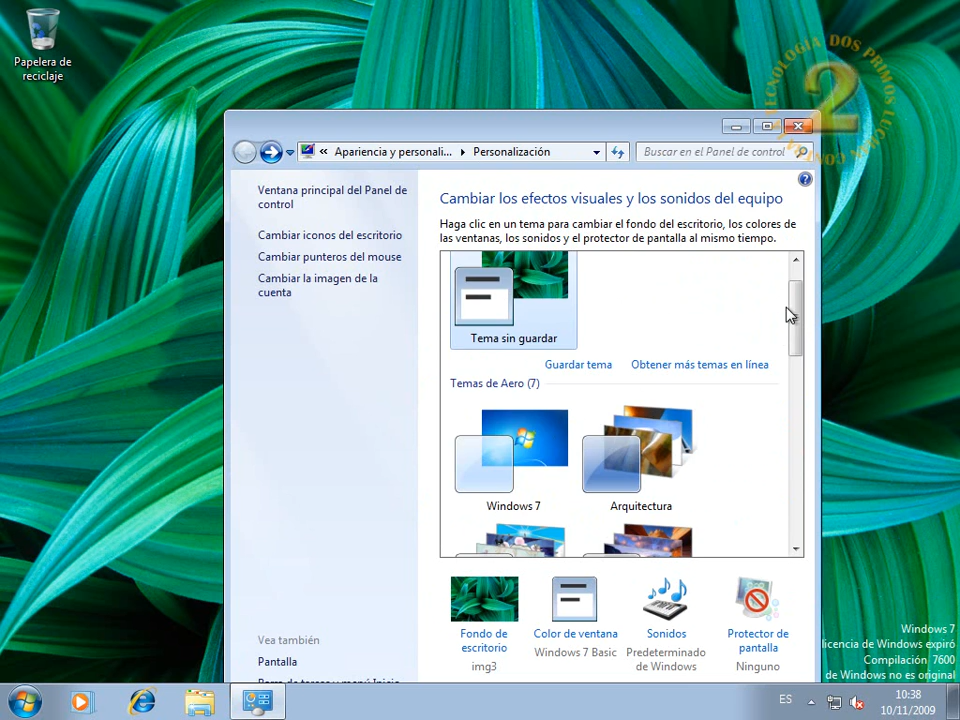 Papelera de
reciclaje
TECNOLOGIA DOS PRIMOS
2
« Apariencia y personali... ▸ Personalización
Buscar en el Panel de control
Ventana principal del Panel de
control
Cambiar iconos del escritorio
Cambiar punteros del mouse
Cambiar la imagen de la
cuenta
Cambiar los efectos visuales y los sonidos del equipo
Haga clic en un tema para cambiar el fondo del escritorio, los colores de
las ventanas, los sonidos y el protector de pantalla al mismo tiempo.
Tema sin guardar
Guardar tema Obtener más temas en línea
Temas de Aero (7)
Windows 7 Arquitectura
Fondo de
escritorio
img3
Color de ventana
Windows 7 Basic
Sonidos
Predeterminado
de Windows
Protector de
pantalla
Ninguno
Vea también
Pantalla
Windows 7
licencia de Windows expiró
Compilación 7600
de Windows no es original
ES
10:38
10/11/2009